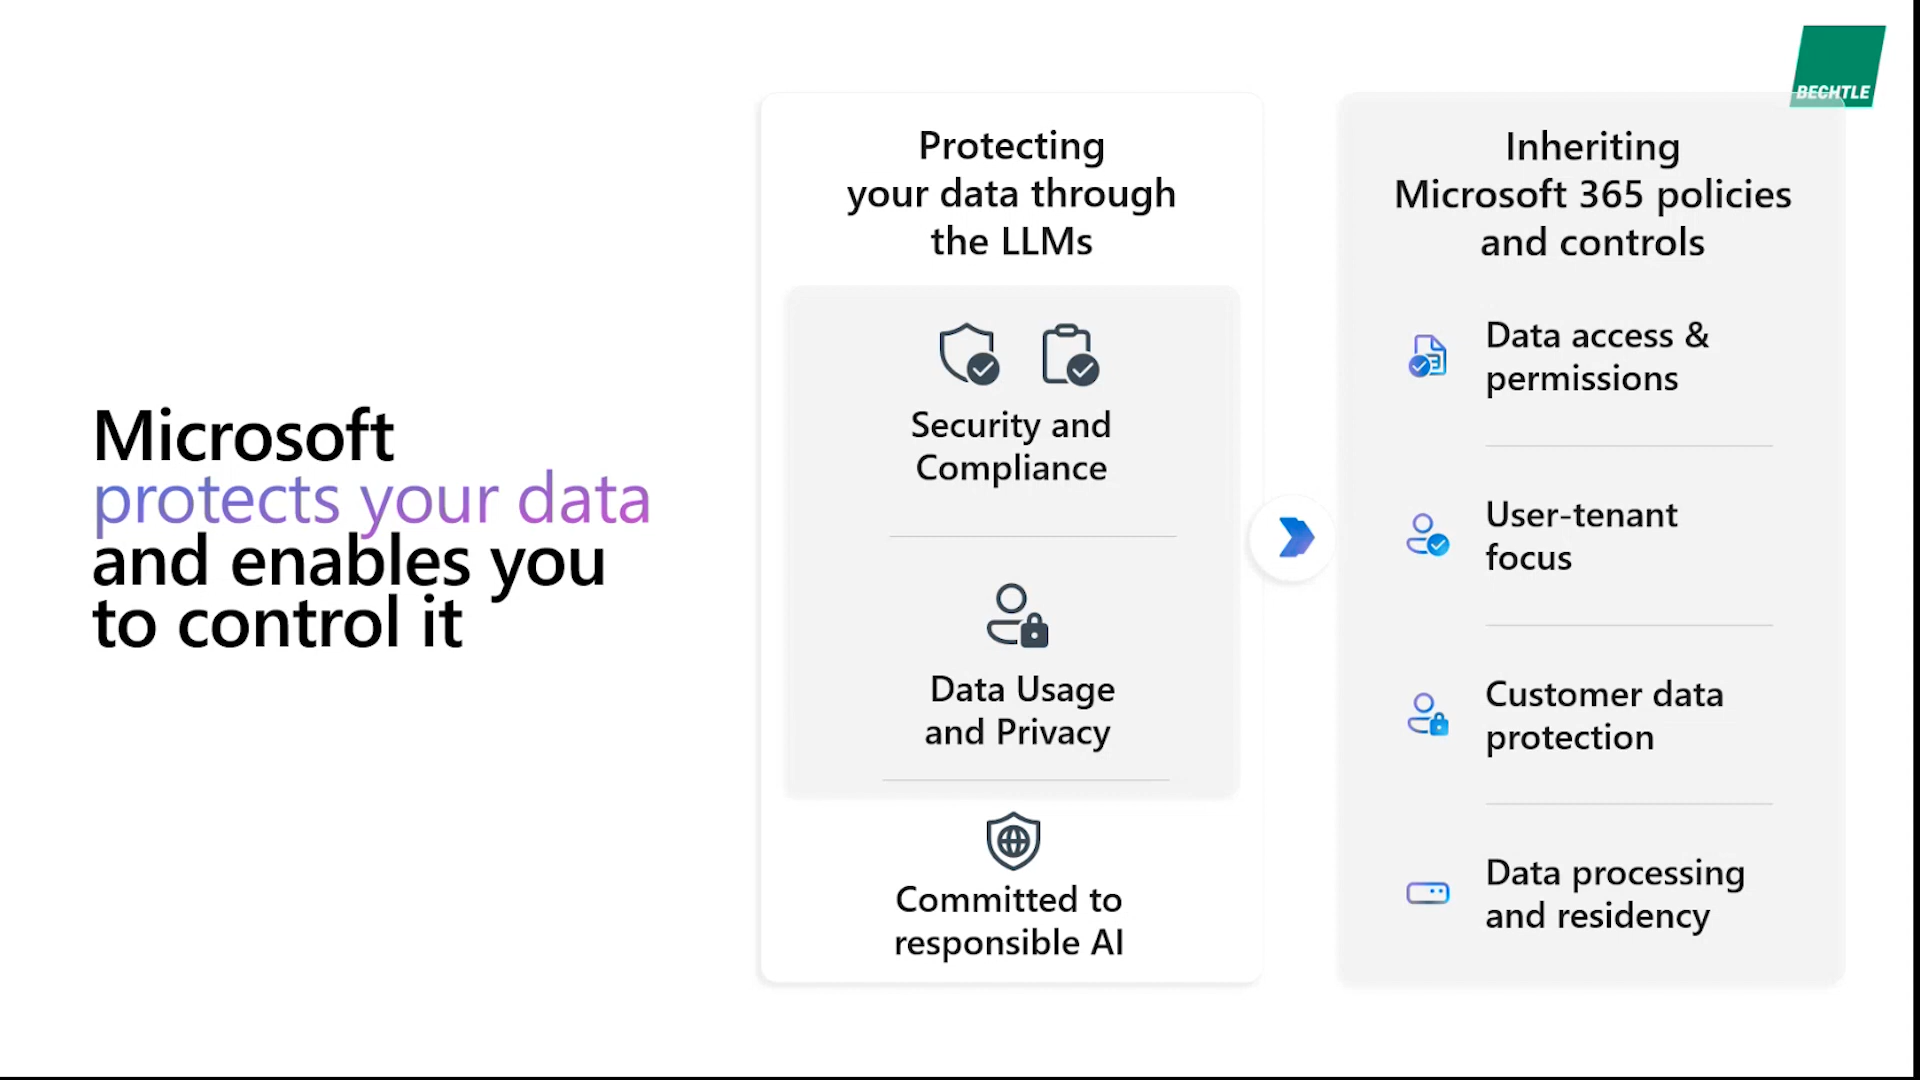 BECHTLE
Microsoft
protects your data
and enables you
to control it
Protecting
your data through
the LLMs
Security and
Compliance
Data Usage
and Privacy
Committed to
responsible AI
Inheriting
Microsoft 365 policies
and controls
Data access &
permissions
User-tenant
focus
Customer data
protection
Data processing
and residency